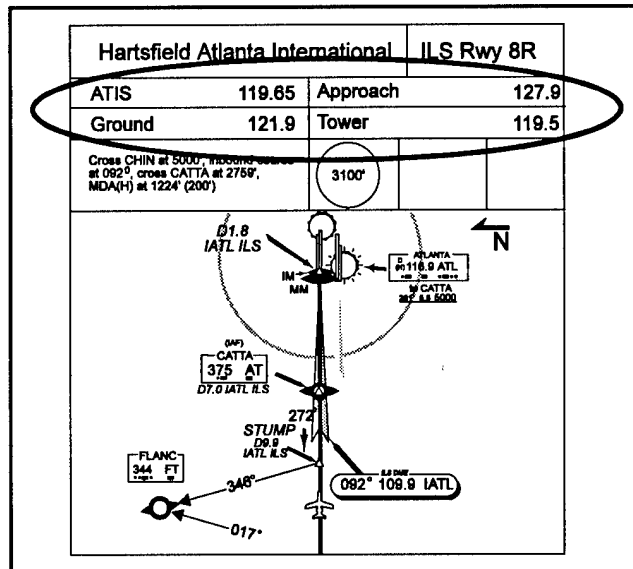 Hartsfield Atlanta International ILS Rwy 8R
ATIS 119.65 Approach 127.9
Ground 121.9 Tower 119.5
Cross CHIN at 5000', inbound course
at 092°, cross CATTA at 2759',
MDA(H) at 1224' (200')
3100'
N
D1.8
IATL ILS
IM
MM
ATLANTA
116.9 ATL
CATTA
ILS 5000
(IAF)
CATTA
375 AT
D7.0 IATL ILS
272°
STUMP
D9.9
IATL ILS
FLANC
344 FT
346°
017°
092° 109.9 IATL